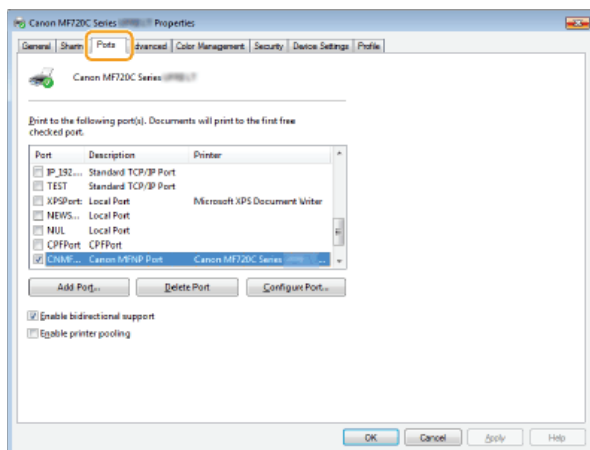 Canon MF720C Series Properties
General Sharin Ports dvanced Color Management Security Device Settings Profile
Canon MF720C Series
Print to the following port(s). Documents will print to the first free
checked port.
Port Description Printer
IP_192.... Standard TCP/IP Port
TEST Standard TCP/IP Port
XPSPort: Local Port Microsoft XPS Document Writer
NEWS... Local Port
NUL Local Port
CPFPort CPFPort
CNMF... Canon MFNP Port Canon MF720C Series ...
Add Port... Delete Port Configure Port...
Enable bidirectional support
Enable printer pooling
OK Cancel Apply Help